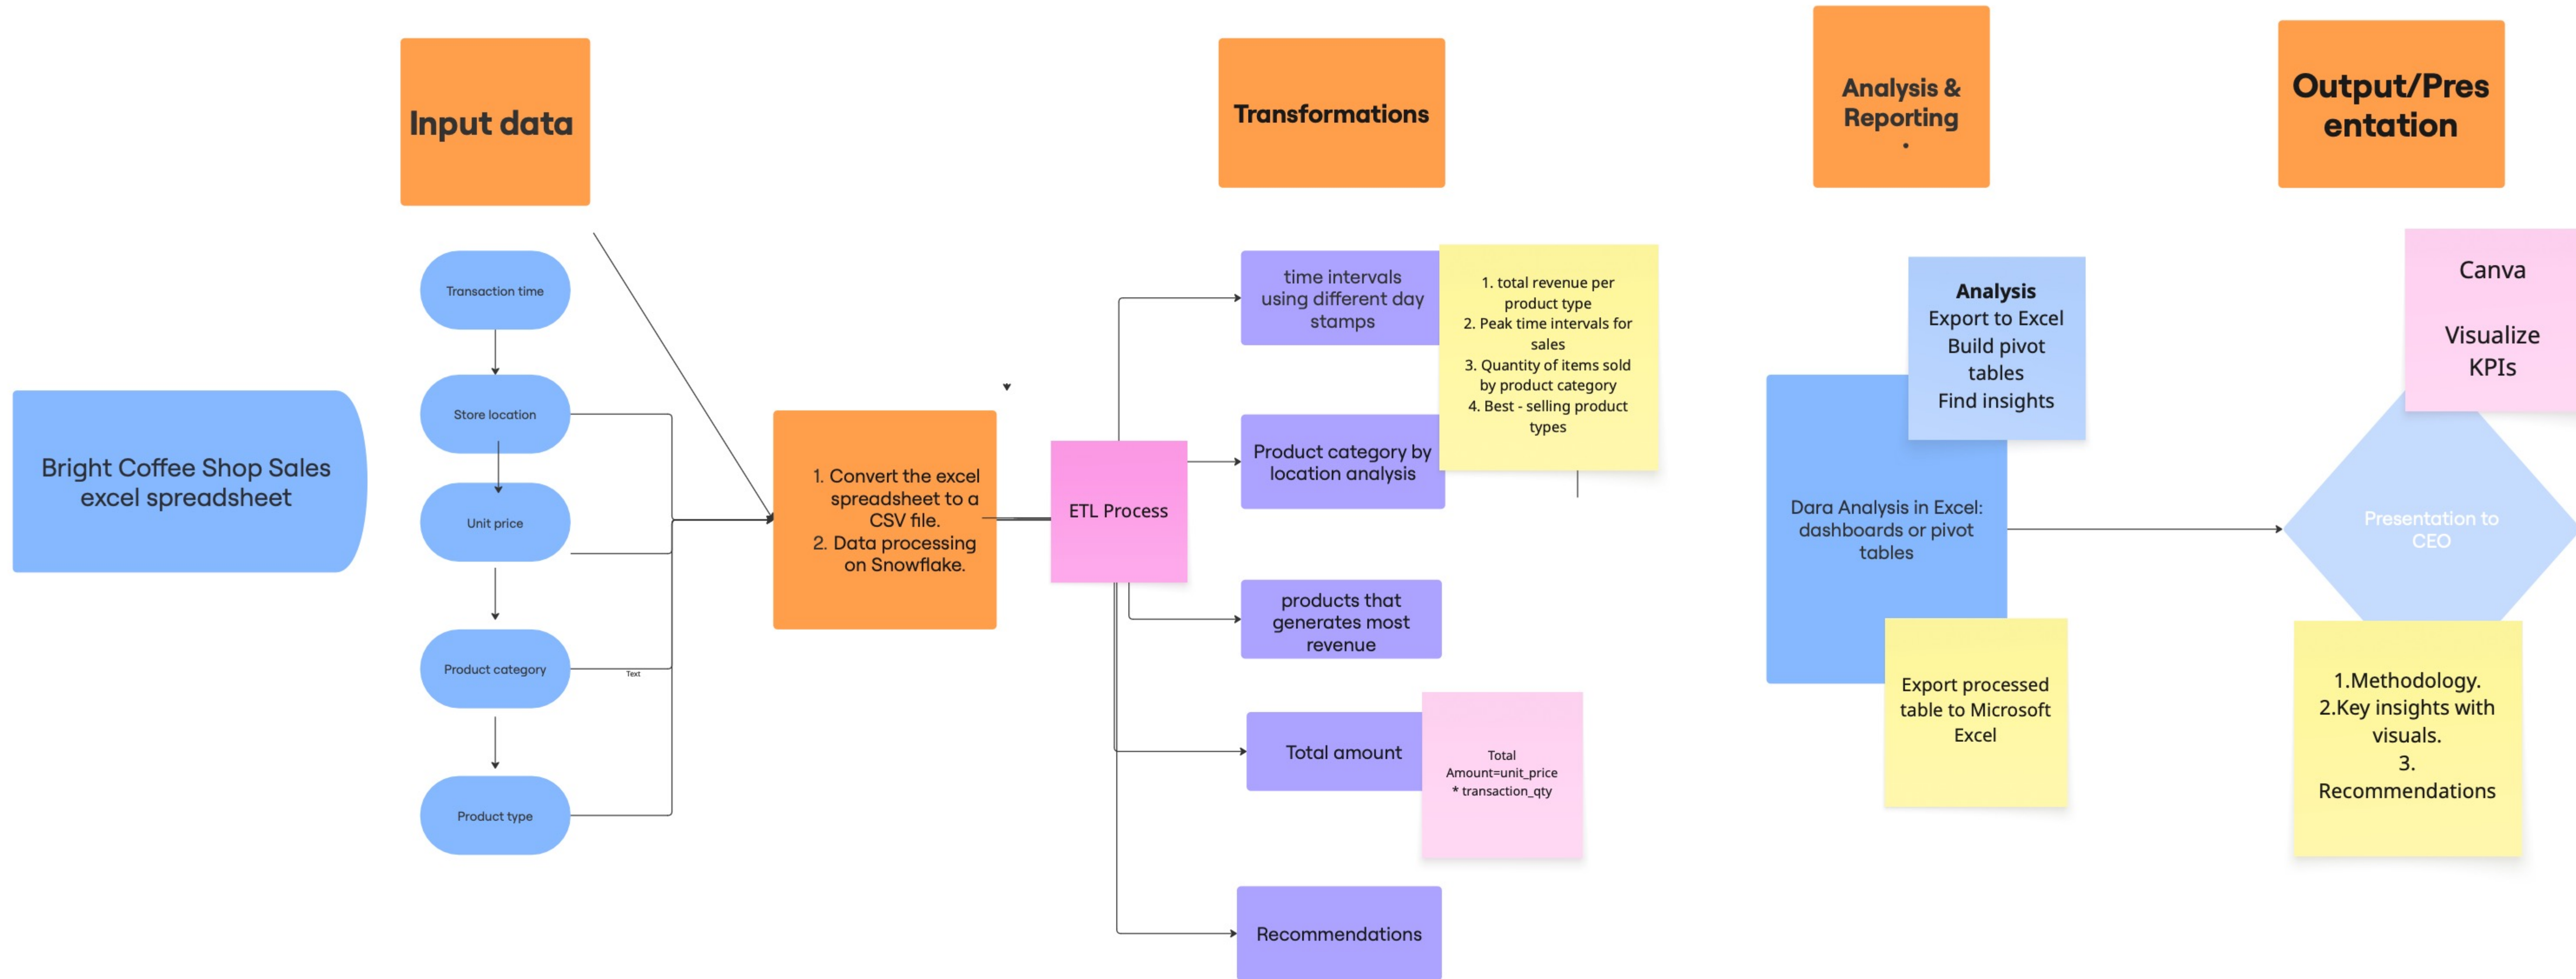 Input data
Transformations
Analysis &
Reporting
•
Output/Pres
entation
Bright Coffee Shop Sales
excel spreadsheet
Transaction time
Store location
Unit price
Product category
Text
Product type
1. Convert the excel
spreadsheet to a
CSV file.
2. Data processing
on Snowflake.
ETL Process
time intervals
using different day
stamps
1. total revenue per
product type
2. Peak time intervals for
sales
3. Quantity of items sold
by product category
4. Best - selling product
types
Product category by
location analysis
products that
generates most
revenue
Total amount
Total
Amount=unit_price
* transaction_qty
Recommendations
Analysis
Export to Excel
Build pivot
tables
Find insights
Dara Analysis in Excel:
dashboards or pivot
tables
Export processed
table to Microsoft
Excel
Canva
Visualize
KPIs
Presentation to
CEO
1.Methodology.
2.Key insights with
visuals.
3.
Recommendations